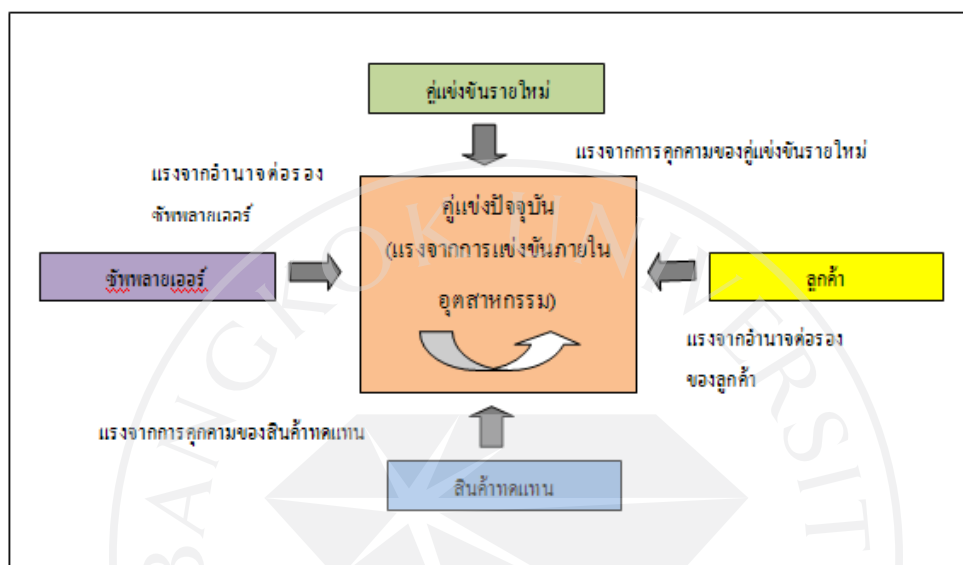 คู่แข่งขันรายใหม่
แรงจากการคุกคามของคู่แข่งขันรายใหม่
แรงจากอำนาจต่อรอง
ซัพพลายเออร์
คู่แข่งปัจจุบัน
(แรงจากการแข่งขันภายใน
อุตสาหกรรม)
ซัพพลายเออร์
ลูกค้า
แรงจากอำนาจต่อรอง
ของลูกค้า
แรงจากการคุกคามของสินค้าทดแทน
สินค้าทดแทน
BANGKOK UNIVERSIT